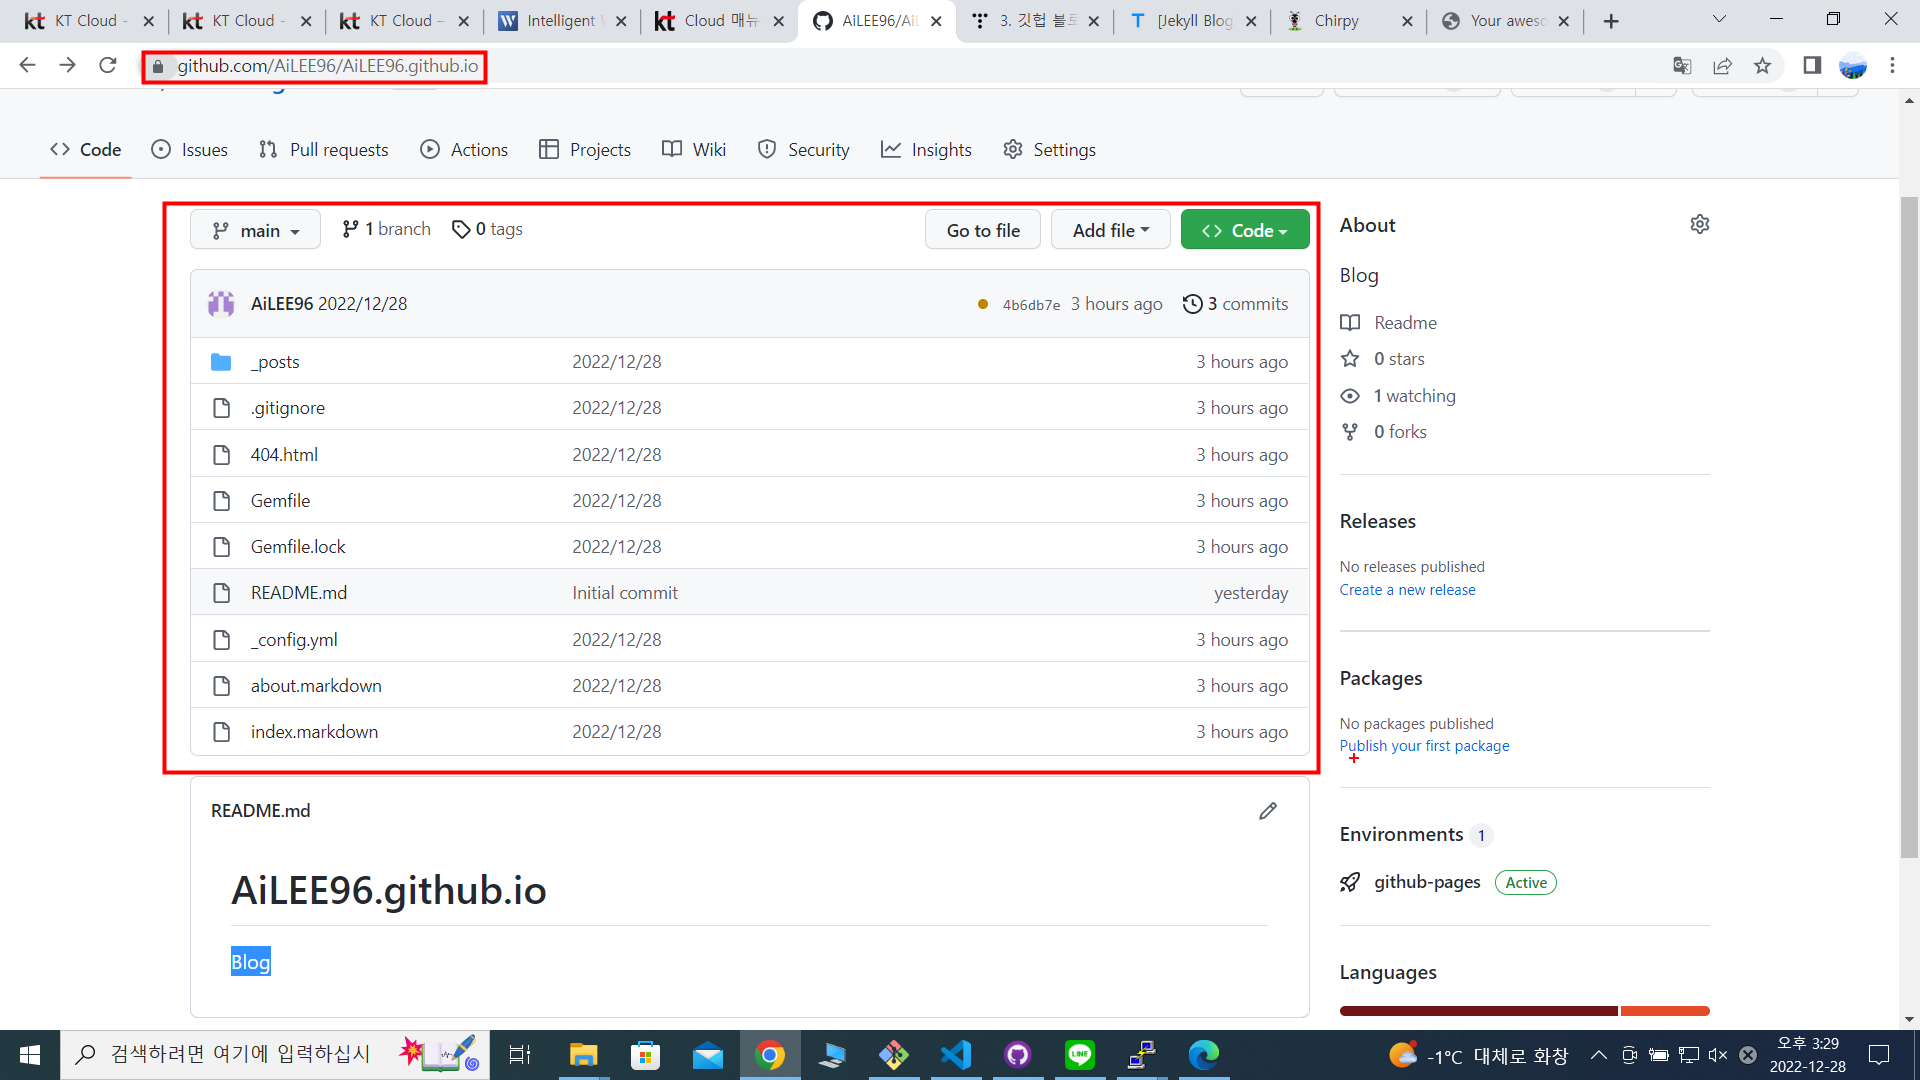 KT Cloud -
KT Cloud -
KT Cloud –
Intelligent
Cloud 매뉴
AiLEE96/AiL
3. 깃헙 블로
[Jekyll Blog
Chirpy
Your aweso
github.com/AiLEE96/AiLEE96.github.io
Code
Issues
Pull requests
Actions
Projects
Wiki
Security
Insights
Settings
main
1 branch
0 tags
Go to file
Add file
Code
AiLEE96 2022/12/28
4b6db7e 3 hours ago
3 commits
_posts 2022/12/28 3 hours ago
.gitignore 2022/12/28 3 hours ago
404.html 2022/12/28 3 hours ago
Gemfile 2022/12/28 3 hours ago
Gemfile.lock 2022/12/28 3 hours ago
README.md Initial commit yesterday
_config.yml 2022/12/28 3 hours ago
about.markdown 2022/12/28 3 hours ago
index.markdown 2022/12/28 3 hours ago
README.md
AiLEE96.github.io
Blog
About
Blog
Readme
0 stars
1 watching
0 forks
Releases
No releases published
Create a new release
Packages
No packages published
Publish your first package
Environments 1
github-pages Active
Languages
검색하려면 여기에 입력하십시
-1°C 대체로 화창
오후 3:29
2022-12-28